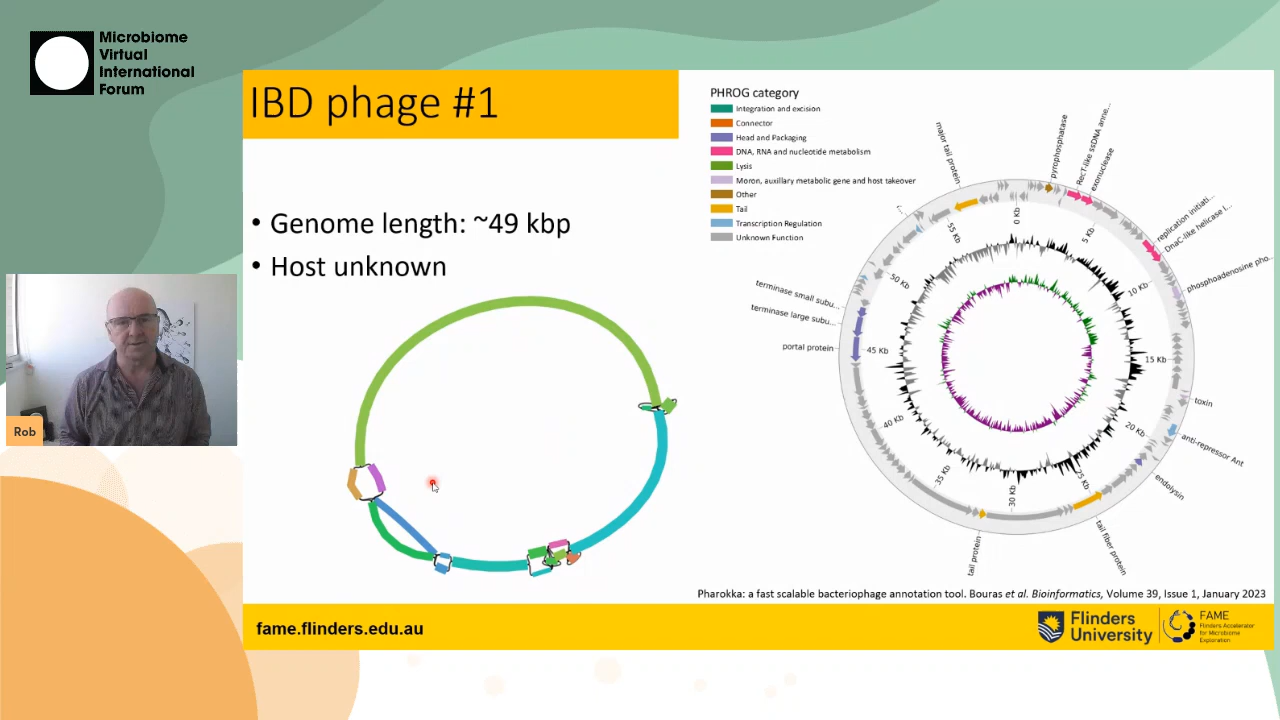 Microbiome
Virtual
International
Forum
IBD phage #1
• Genome length: ~49 kbp
• Host unknown
Rob
PHROG category
Integration and excision
Connector
Head and Packaging
DNA, RNA and nucleotide metabolism
Lysis
Moron, auxillary metabolic gene and host takeover
Other
Tail
Transcription Regulation
Unknown Function
major tail protein
pyrophosphatase
RecT-like ssDNA anne...
exonuclease
replication initiati...
DnaC-like helicase l...
phosphoadenosine pho...
toxin
anti-repressor Ant
endolysin
tail fiber protein
tail protein
portal protein
terminase large subu...
terminase small subu...
0 Kb
5 Kb
10 Kb
15 Kb
20 Kb
25 Kb
30 Kb
35 Kb
40 Kb
45 Kb
50 Kb
55 Kb
Pharokka: a fast scalable bacteriophage annotation tool. Bouras et al. Bioinformatics, Volume 39, Issue 1, January 2023
fame.flinders.edu.au
Flinders
University
FAME
Flinders Accelerator
for Microbiome
Exploration